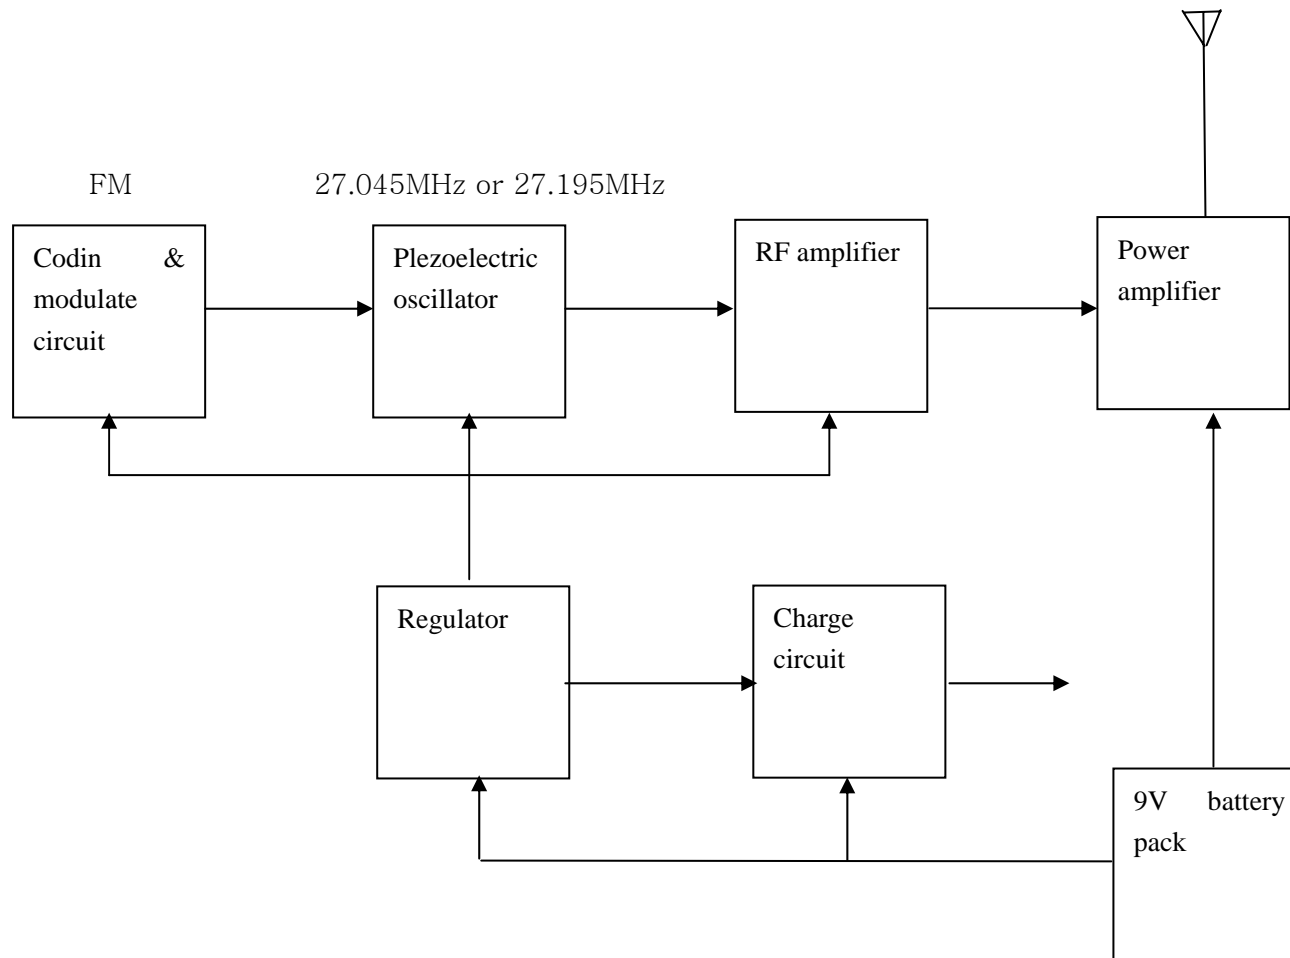 FM
27.045MHz or 27.195MHz
Codin &
modulate
circuit
Plezoelectric
oscillator
RF amplifier
Power
amplifier
Regulator
Charge
circuit
9V battery
pack